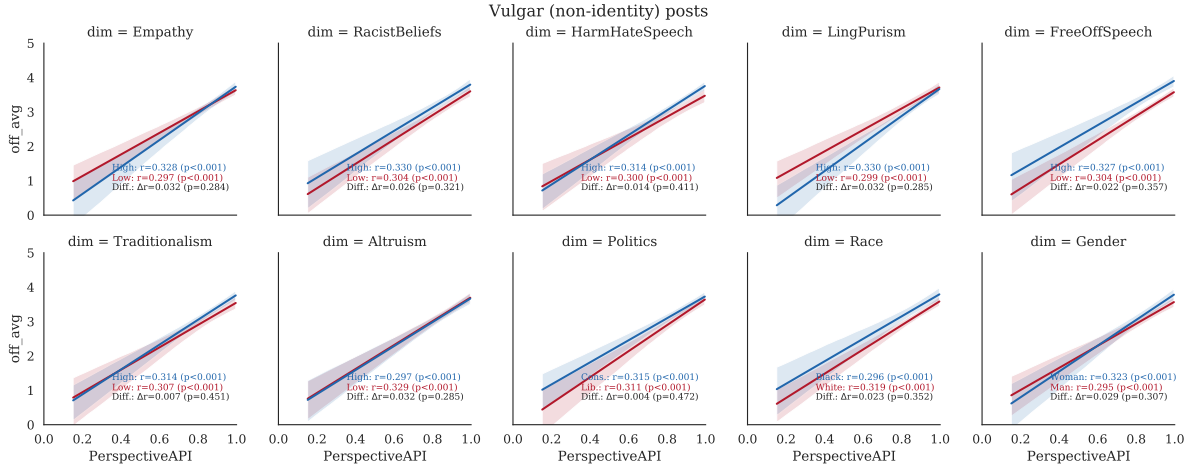 Vulgar (non-identity) posts
dim = Empathy
dim = RacistBeliefs
dim = HarmHateSpeech
dim = LingPurism
dim = FreeOffSpeech
5
4
3
2
1
0
off_avg
High: r=0.328 (p<0.001)
Low: r=0.297 (p<0.001)
Diff.: Δr=0.032 (p=0.284)
High: r=0.330 (p<0.001)
Low: r=0.304 (p<0.001)
Diff.: Δr=0.026 (p=0.321)
High: r=0.314 (p<0.001)
Low: r=0.300 (p<0.001)
Diff.: Δr=0.014 (p=0.411)
High: r=0.330 (p<0.001)
Low: r=0.299 (p<0.001)
Diff.: Δr=0.032 (p=0.285)
High: r=0.327 (p<0.001)
Low: r=0.304 (p<0.001)
Diff.: Δr=0.022 (p=0.357)
dim = Traditionalism
dim = Altruism
dim = Politics
dim = Race
dim = Gender
5
4
3
2
1
0
off_avg
High: r=0.314 (p<0.001)
Low: r=0.307 (p<0.001)
Diff.: Δr=0.007 (p=0.451)
High: r=0.297 (p<0.001)
Low: r=0.329 (p<0.001)
Diff.: Δr=0.032 (p=0.285)
Cons.: r=0.315 (p<0.001)
Lib.: r=0.311 (p<0.001)
Diff.: Δr=0.004 (p=0.472)
Black: r=0.296 (p<0.001)
White: r=0.319 (p<0.001)
Diff.: Δr=0.023 (p=0.352)
Woman: r=0.323 (p<0.001)
Man: r=0.295 (p<0.001)
Diff.: Δr=0.029 (p=0.307)
0.0 0.2 0.4 0.6 0.8 1.0
0.0 0.2 0.4 0.6 0.8 1.0
0.0 0.2 0.4 0.6 0.8 1.0
0.0 0.2 0.4 0.6 0.8 1.0
0.0 0.2 0.4 0.6 0.8 1.0
PerspectiveAPI
PerspectiveAPI
PerspectiveAPI
PerspectiveAPI
PerspectiveAPI